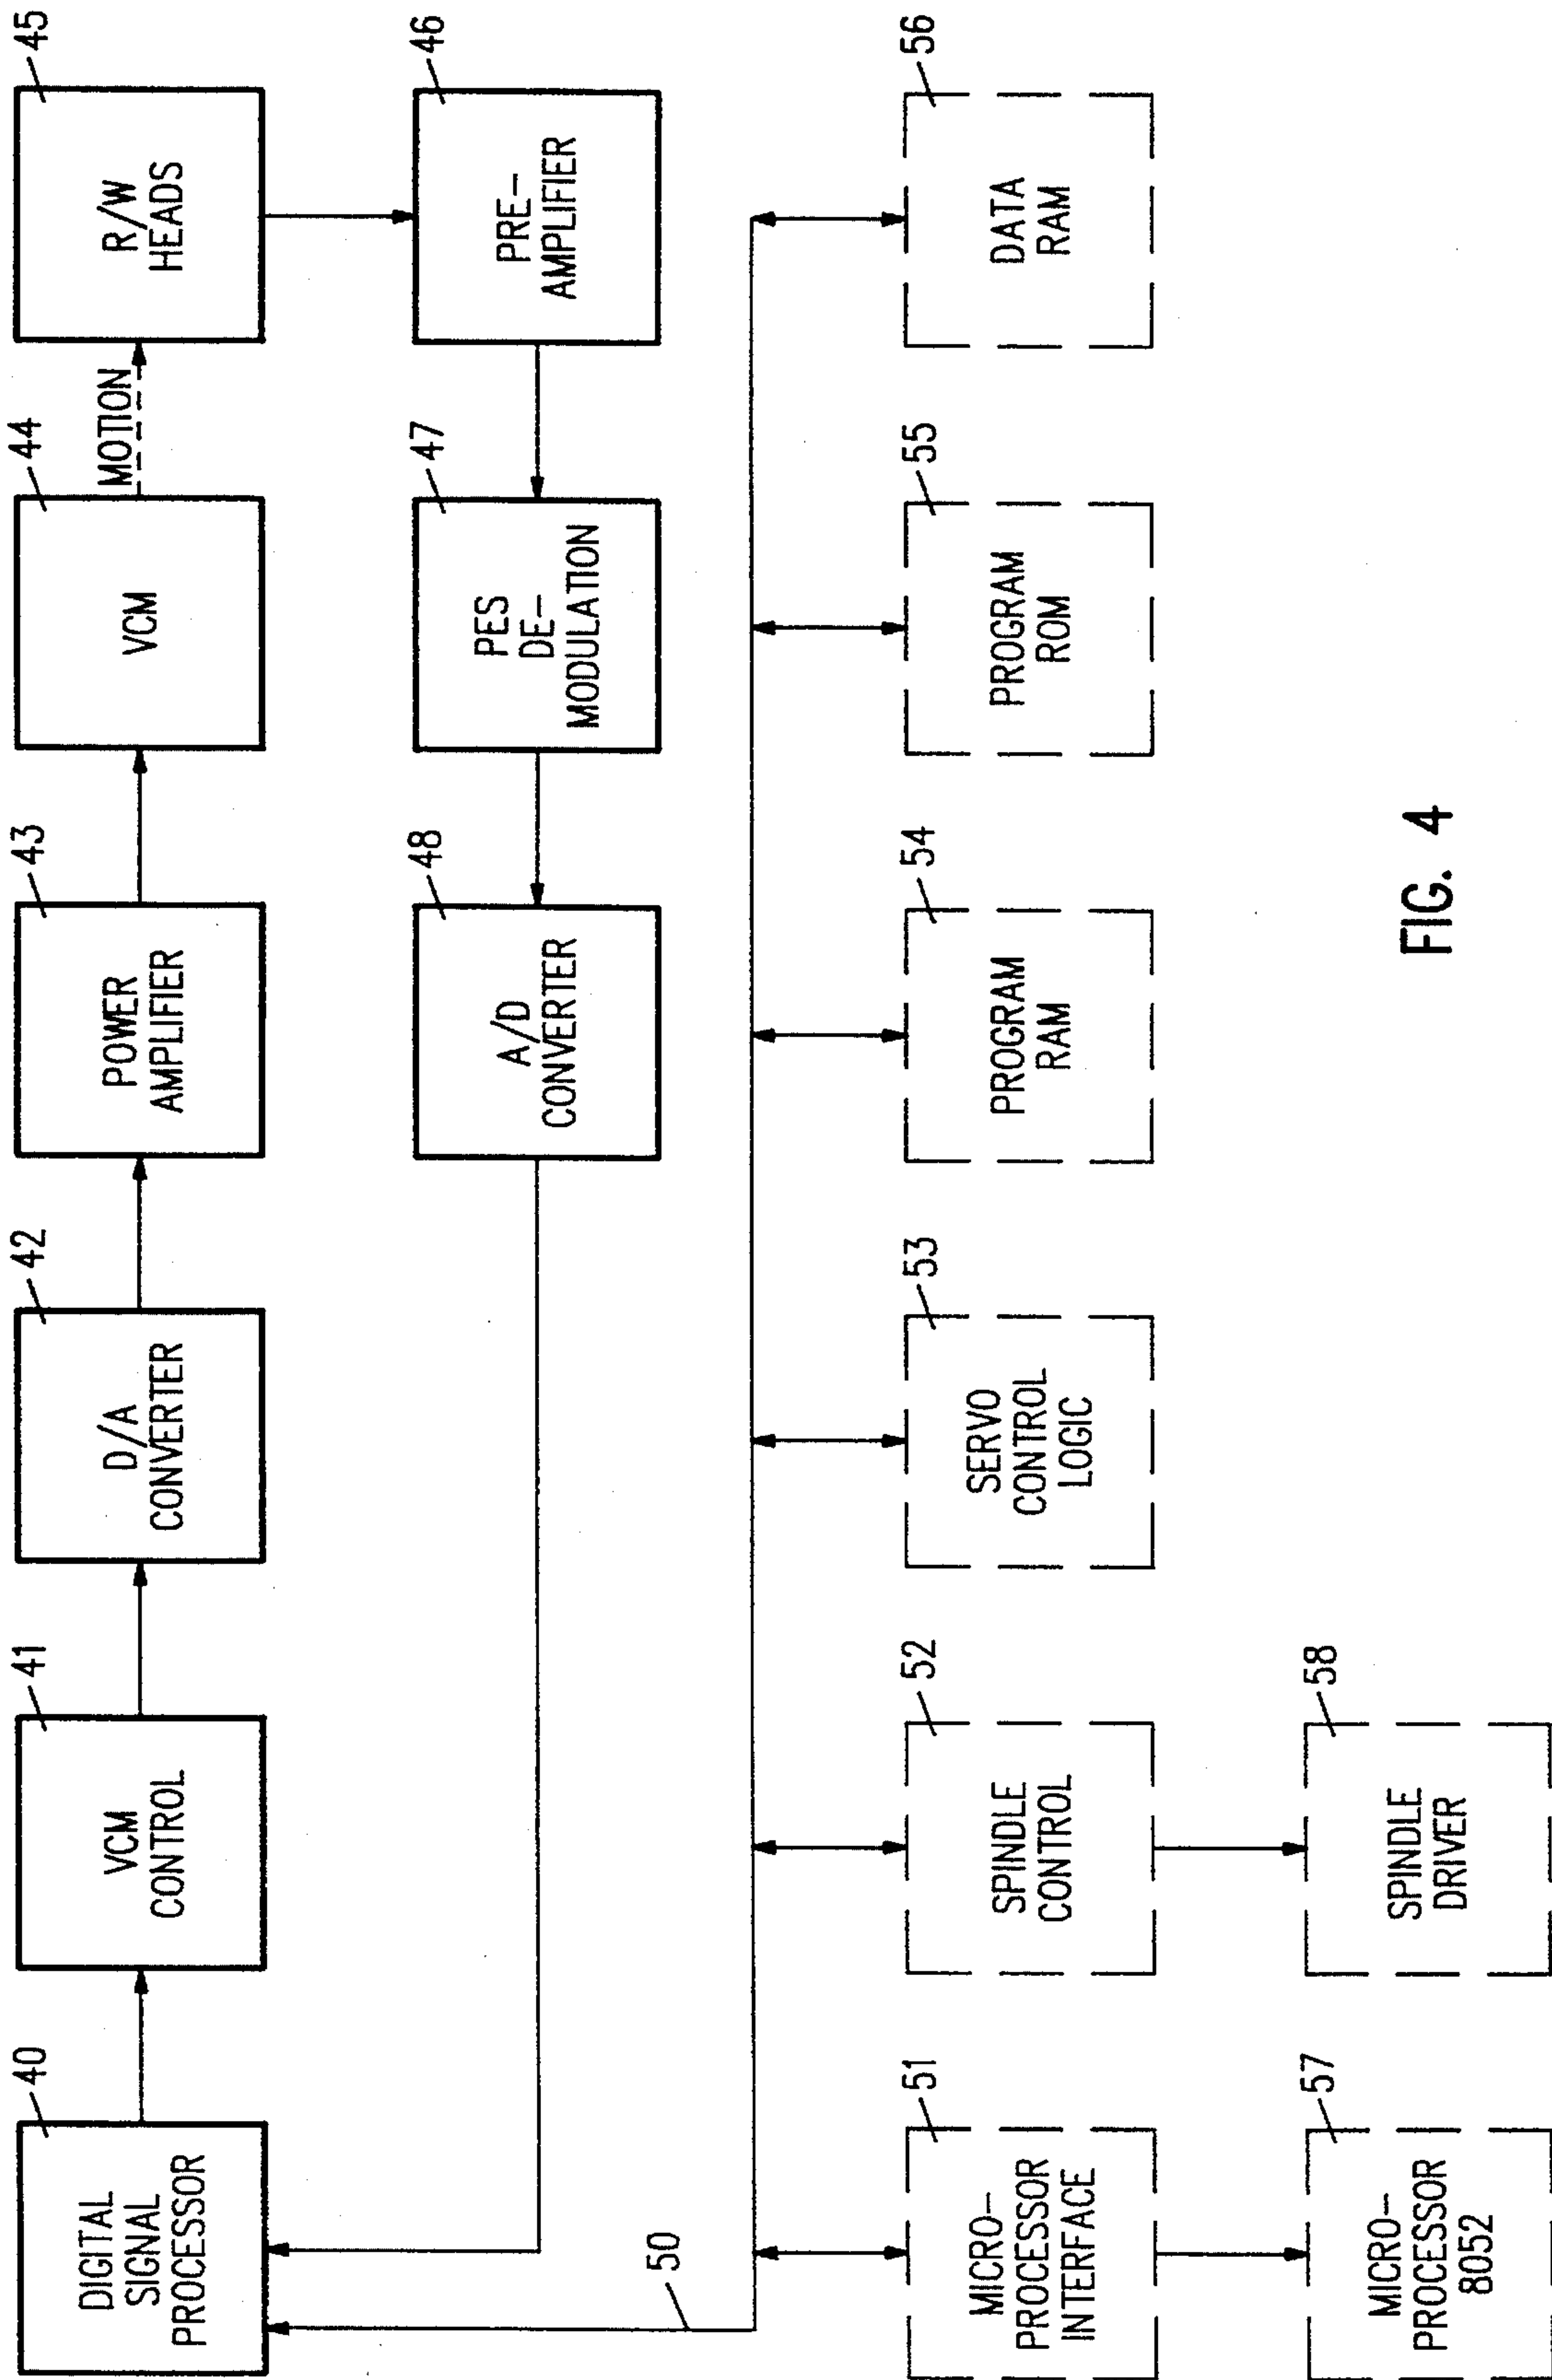 40
DIGITAL
SIGNAL
PROCESSOR
41
VCM
CONTROL
42
D/A
CONVERTER
43
POWER
AMPLIFIER
44
VCM
MOTION
45
R/W
HEADS
46
PRE-
AMPLIFIER
47
PES
DE-
MODULATION
48
A/D
CONVERTER
50
51
MICRO-
PROCESSOR
INTERFACE
52
SPINDLE
CONTROL
53
SERVO
CONTROL
LOGIC
54
PROGRAM
RAM
55
PROGRAM
ROM
56
DATA
RAM
57
MICRO-
PROCESSOR
8052
58
SPINDLE
DRIVER
FIG. 4